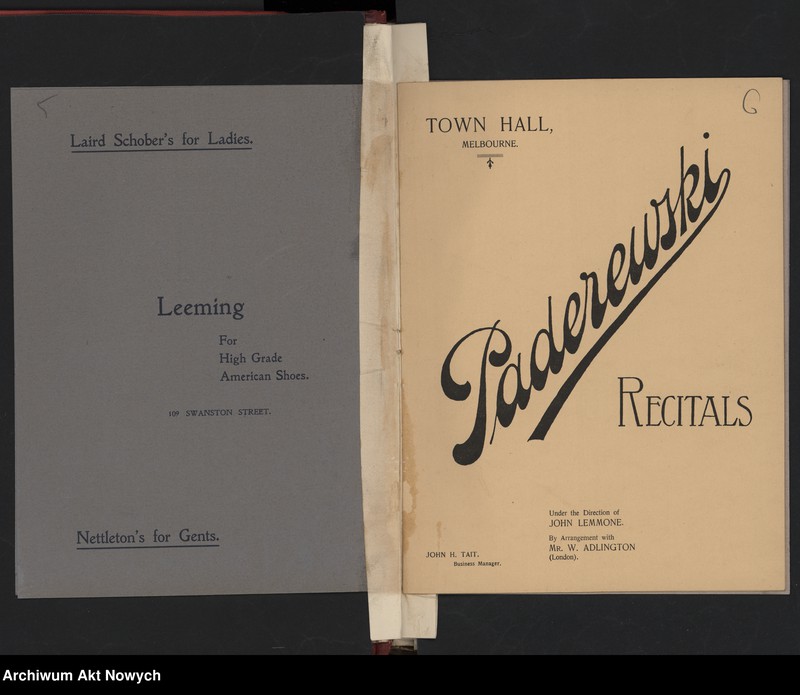 Laird Schober's for Ladies.
Leeming
For
High Grade
American Shoes.
109 SWANSTON STREET.
Nettleton's for Gents.
6
TOWN HALL,
MELBOURNE.
Paderewski
RECITALS
Under the Direction of
JOHN LEMMONE.
By Arrangement with
MR. W. ADLINGTON
(London).
JOHN H. TAIT,
Business Manager.
Archiwum Akt Nowych